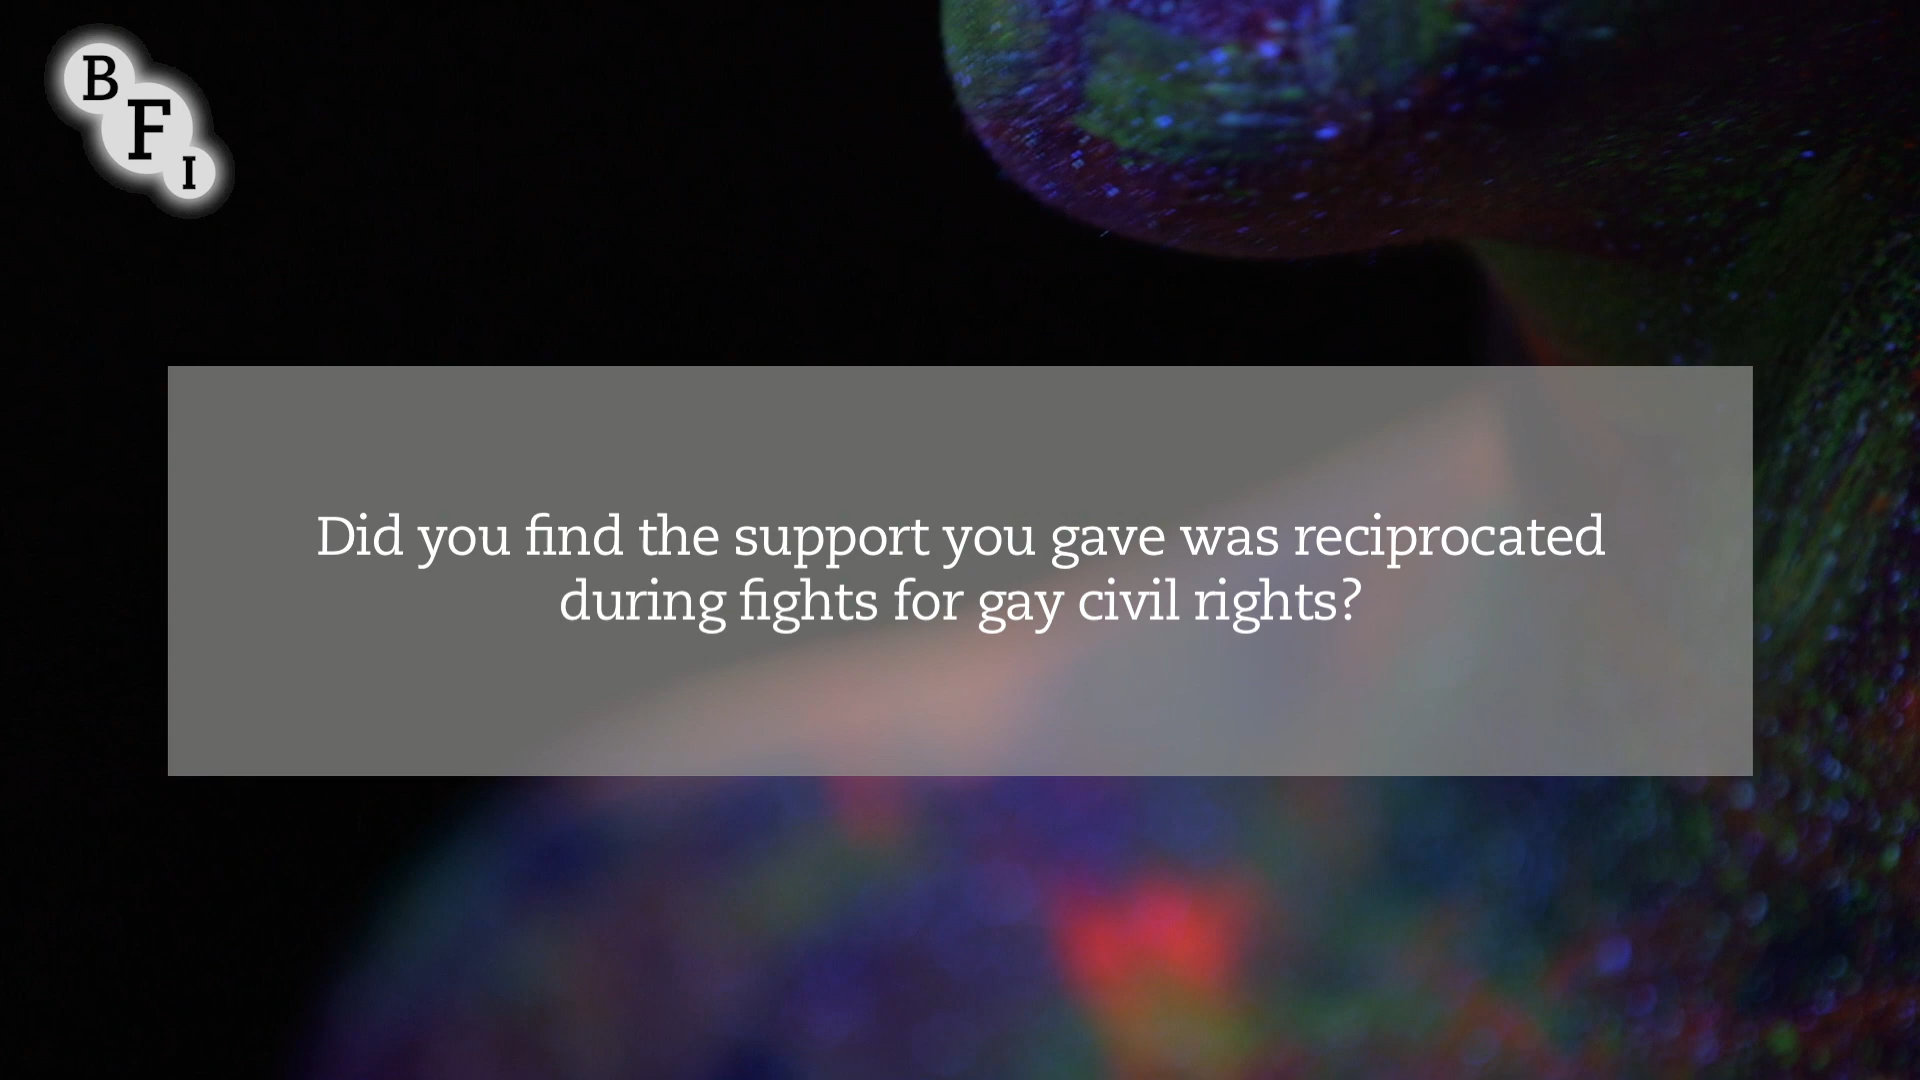 B
F
I
Did you find the support you gave was reciprocated
during fights for gay civil rights?